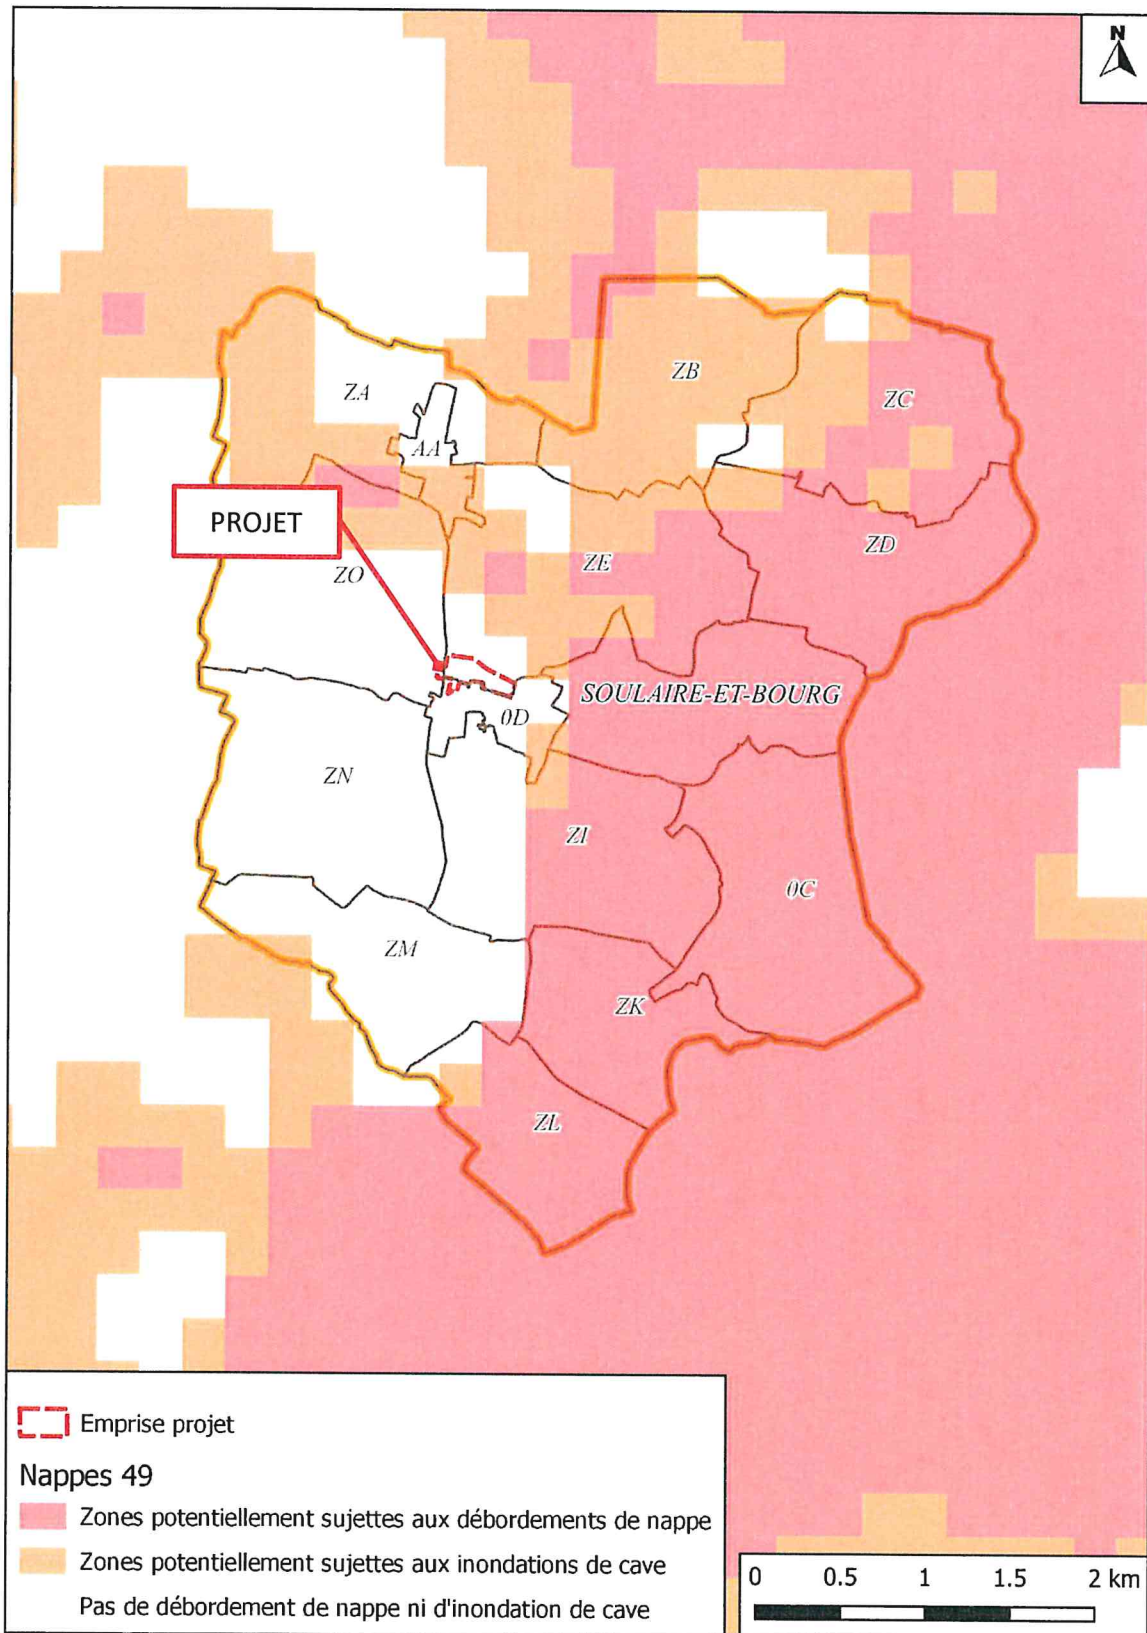 N
ZA
ZB
ZC
AA
PROJET
ZO
ZE
ZD
SOULAIRE-ET-BOURG
0D
ZN
ZI
0C
ZM
ZK
ZL
Emprise projet
Nappes 49
Zones potentiellement sujettes aux débordements de nappe
Zones potentiellement sujettes aux inondations de cave
Pas de débordement de nappe ni d'inondation de cave
0 0.5 1 1.5 2 km